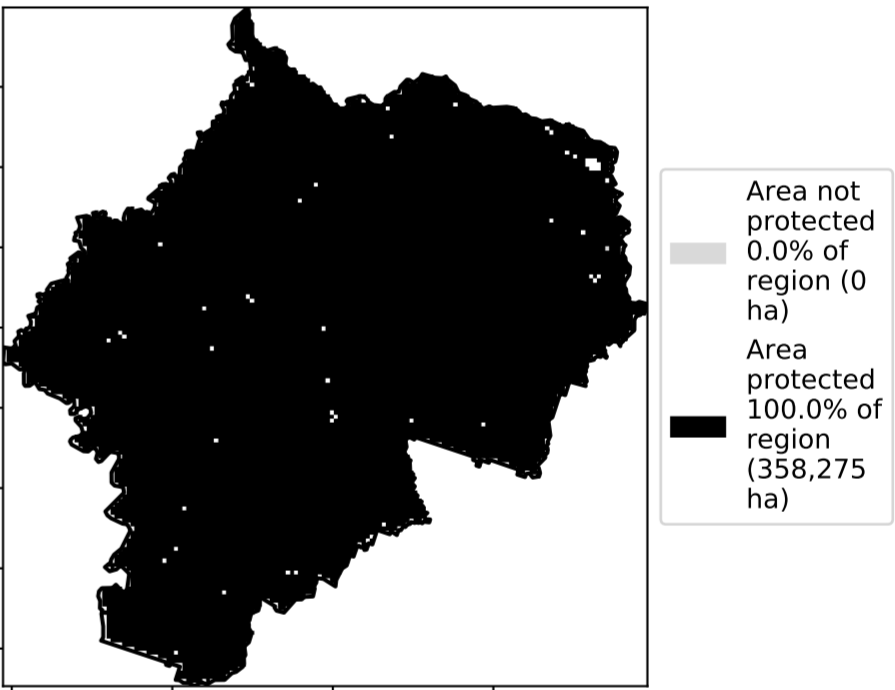 Area not
protected
0.0% of
region (0
ha)
Area
protected
100.0% of
region
(358,275
ha)